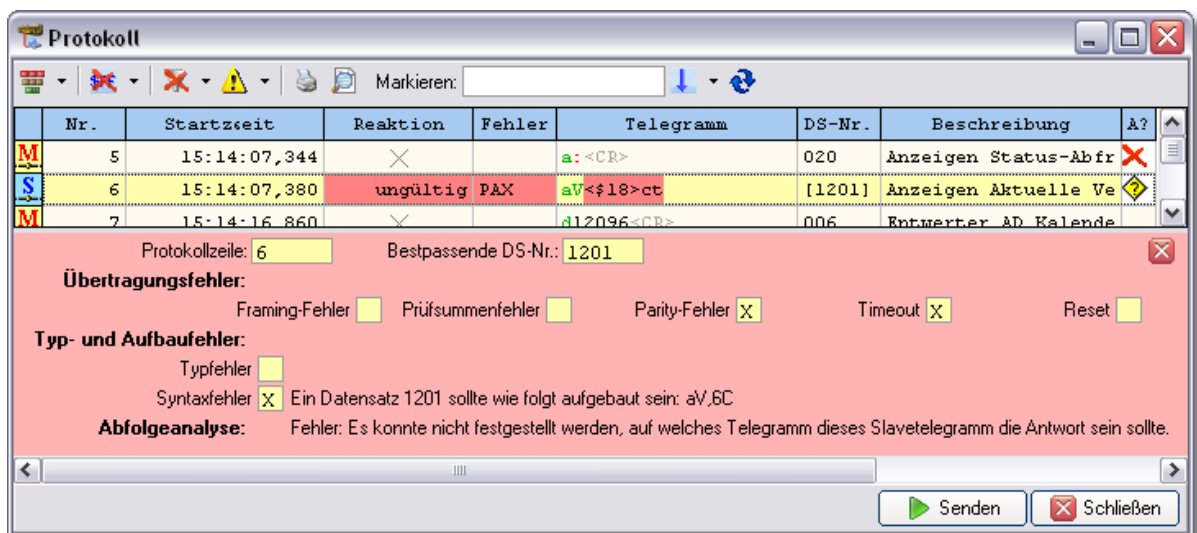 Protokoll
Markieren:
Nr. Startzeit Reaktion Fehler Telegramm DS-Nr. Beschreibung A?
M 5 15:14:07,344 a:<CR> 020 Anzeigen Status-Abfr
S 6 15:14:07,380 ungültig PAX aV<$18>ct [1201] Anzeigen Aktuelle Ve
M 7 15:14:16,860 d12096<CR> 006 Entwerter AD Kalende
Protokollzeile: 6 Bestpassende DS-Nr.: 1201
Übertragungsfehler:
Framing-Fehler Prüfsummenfehler Parity-Fehler X Timeout X Reset
Typ- und Aufbaufehler:
Typfehler
Syntaxfehler X Ein Datensatz 1201 sollte wie folgt aufgebaut sein: aV,6C
Abfolgeanalyse: Fehler: Es konnte nicht festgestellt werden, auf welches Telegramm dieses Slavetelegramm die Antwort sein sollte.
Senden Schließen